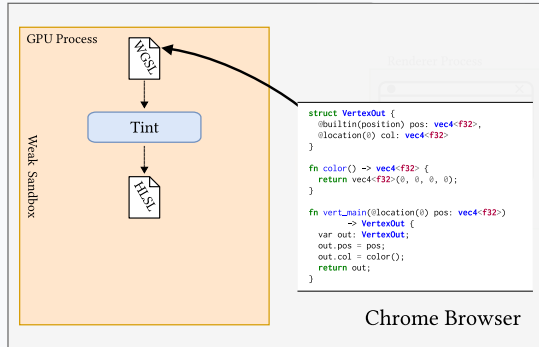 GPU Process
WGSL
Renderer Process
Tint
Weak Sandbox
HLSL
struct VertexOut {
@builtin(position) pos: vec4<f32>,
@location(0) col: vec4<f32>
}
fn color() -> vec4<f32> {
return vec4<f32>(0, 0, 0, 0);
}
fn vert_main(@location(0) pos: vec4<f32>)
-> VertexOut {
var out: VertexOut;
out.pos = pos;
out.col = color();
return out;
}
Chrome Browser